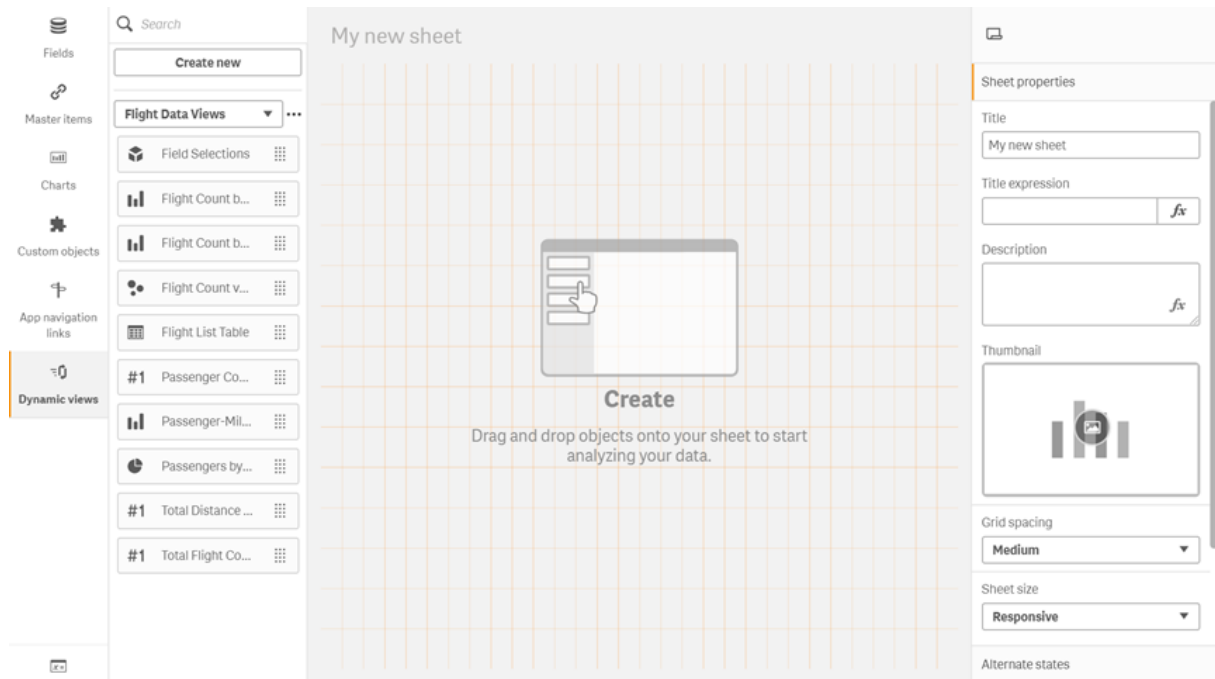 Fields
Master items
Charts
Custom objects
App navigation
links
Dynamic views
Search
Create new
Flight Data Views
Field Selections
Flight Count b...
Flight Count b...
Flight Count v...
Flight List Table
#1 Passenger Co...
Passenger-Mil...
Passengers by...
#1 Total Distance ...
#1 Total Flight Co...
My new sheet
Create
Drag and drop objects onto your sheet to start
analyzing your data.
Sheet properties
Title
My new sheet
Title expression
fx
Description
fx
Thumbnail
Grid spacing
Medium
Sheet size
Responsive
Alternate states